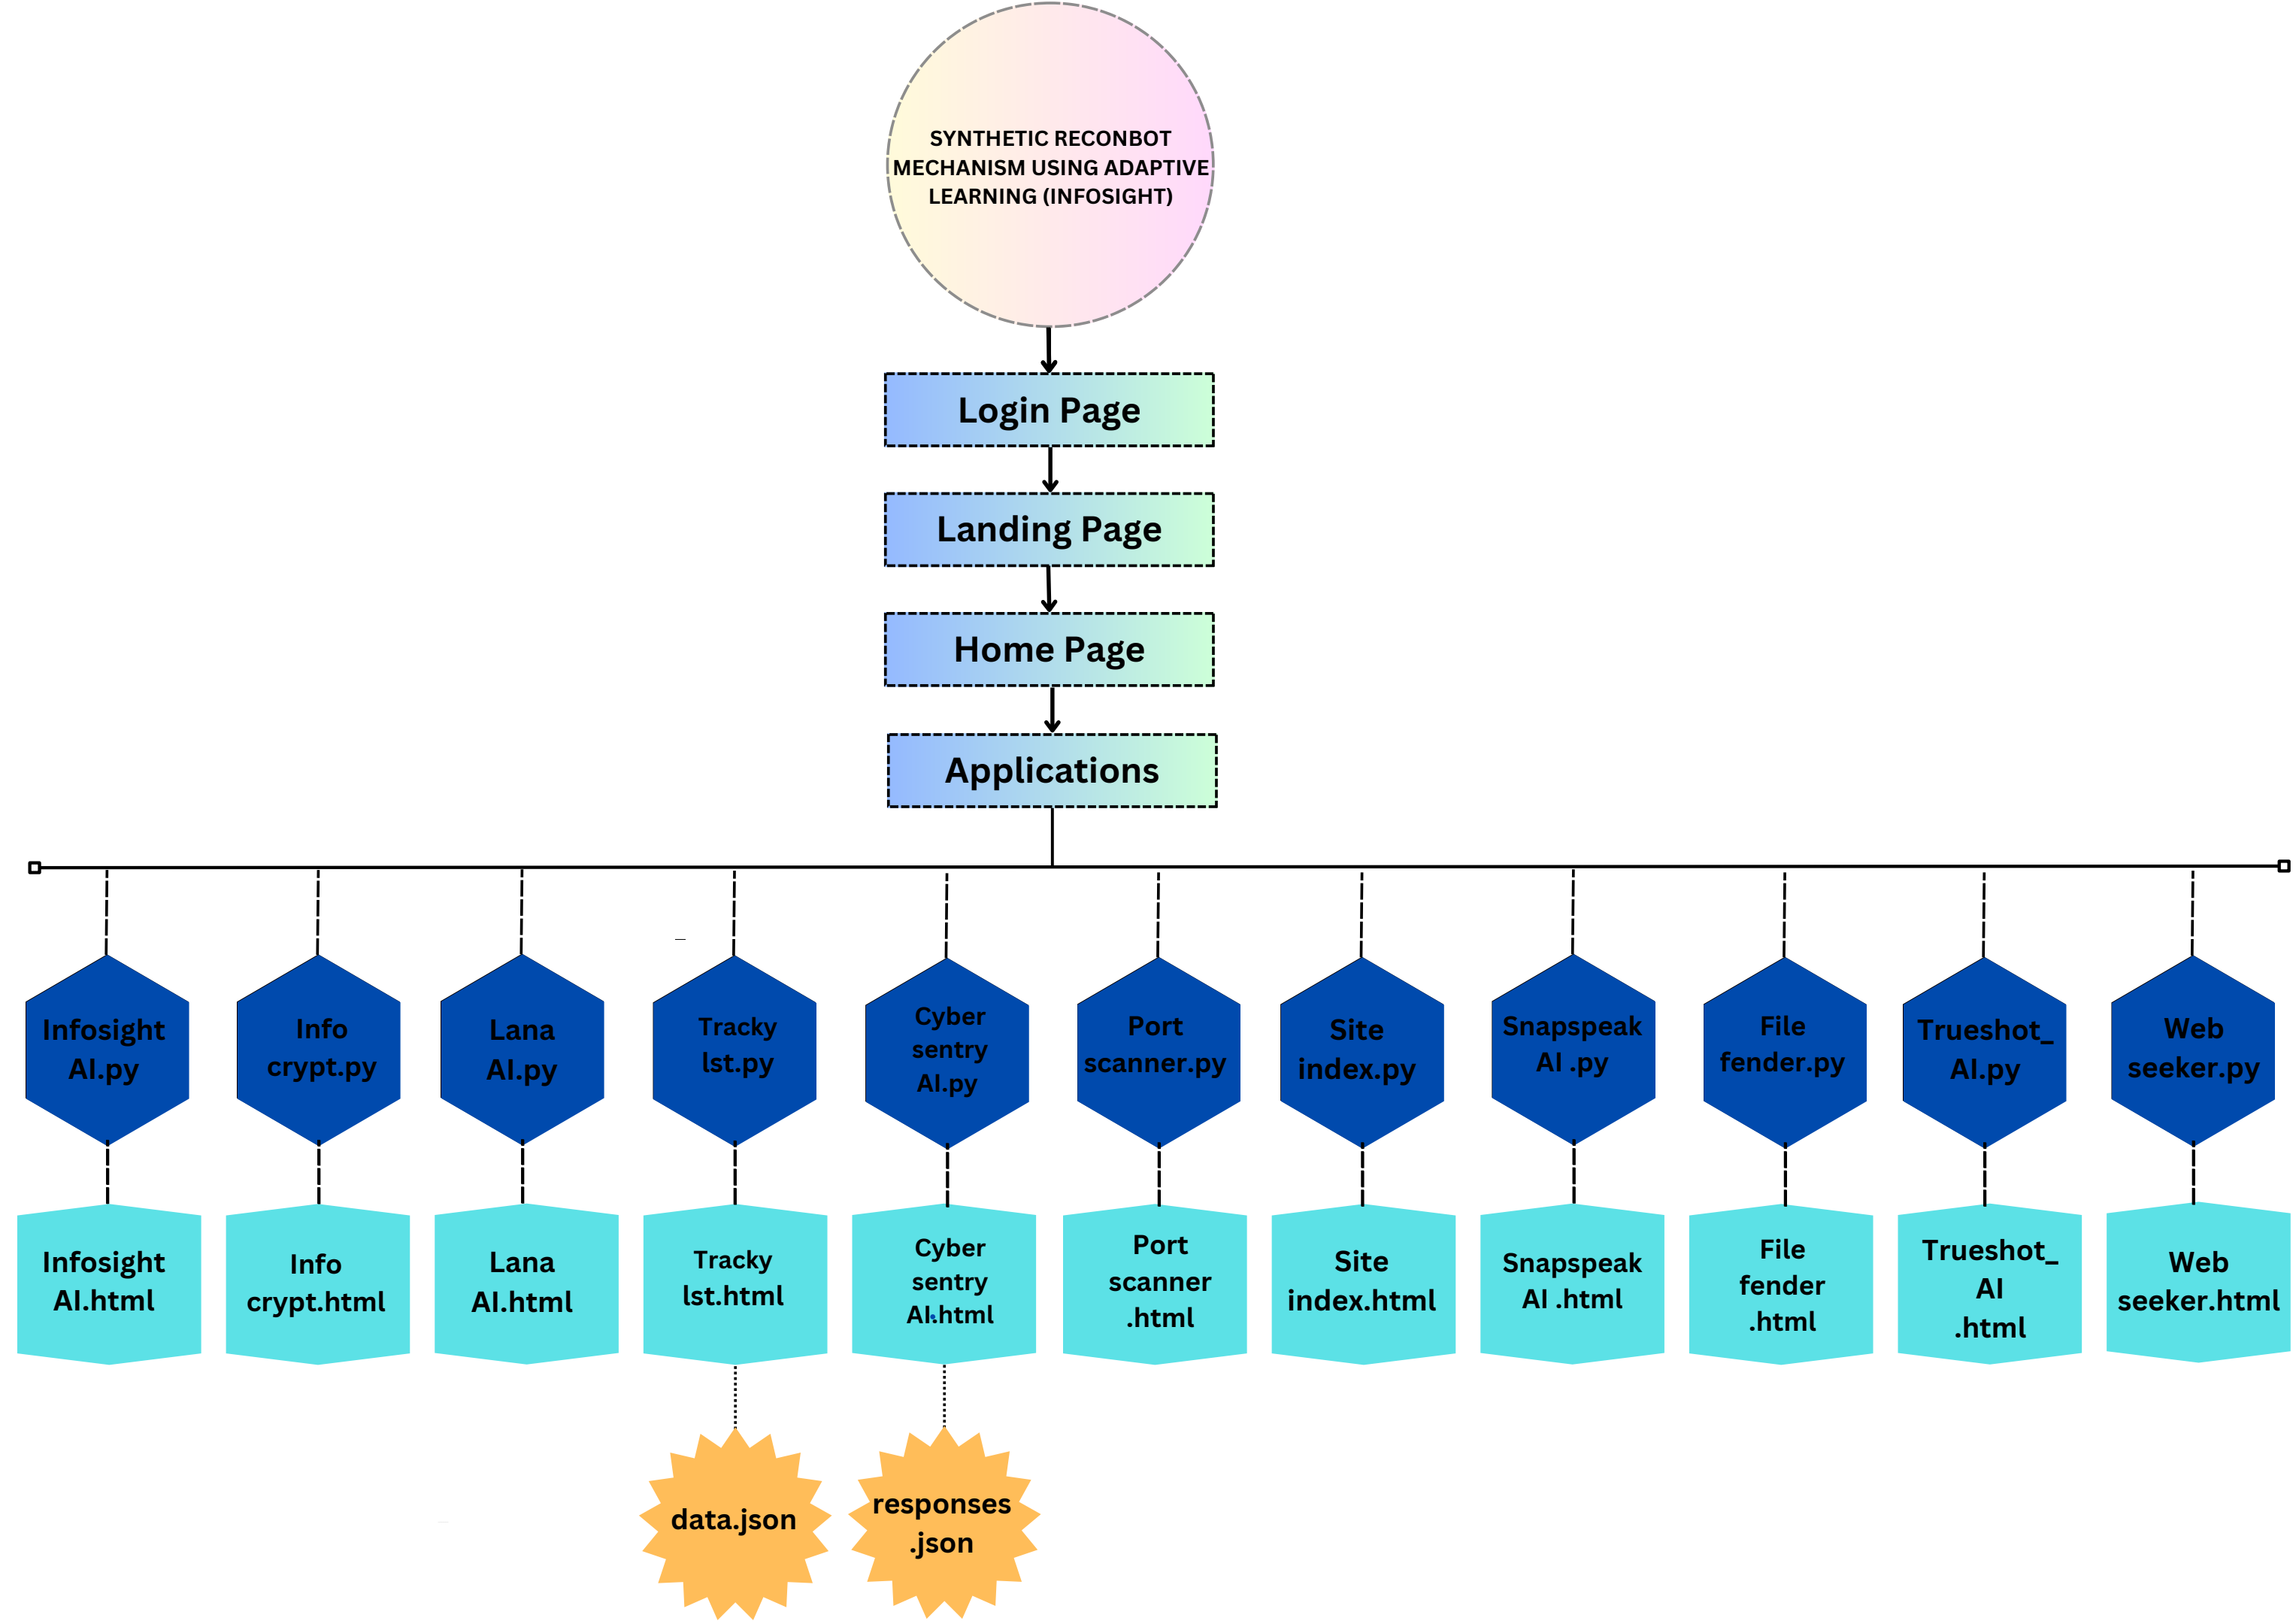 SYNTHETIC RECONBOT
MECHANISM USING ADAPTIVE
LEARNING (INFOSIGHT)
Login Page
Landing Page
Home Page
Applications
Infosight
AI.py
Info
crypt.py
Lana
AI.py
Tracky
lst.py
Cyber
sentry
AI.py
Port
scanner.py
Site
index.py
Snapspeak
AI .py
File
fender.py
Trueshot_
AI.py
Web
seeker.py
Infosight
AI.html
Info
crypt.html
Lana
AI.html
Tracky
lst.html
Cyber
sentry
AI.html
Port
scanner
.html
Site
index.html
Snapspeak
AI .html
File
fender
.html
Trueshot_
AI
.html
Web
seeker.html
data.json
responses
.json